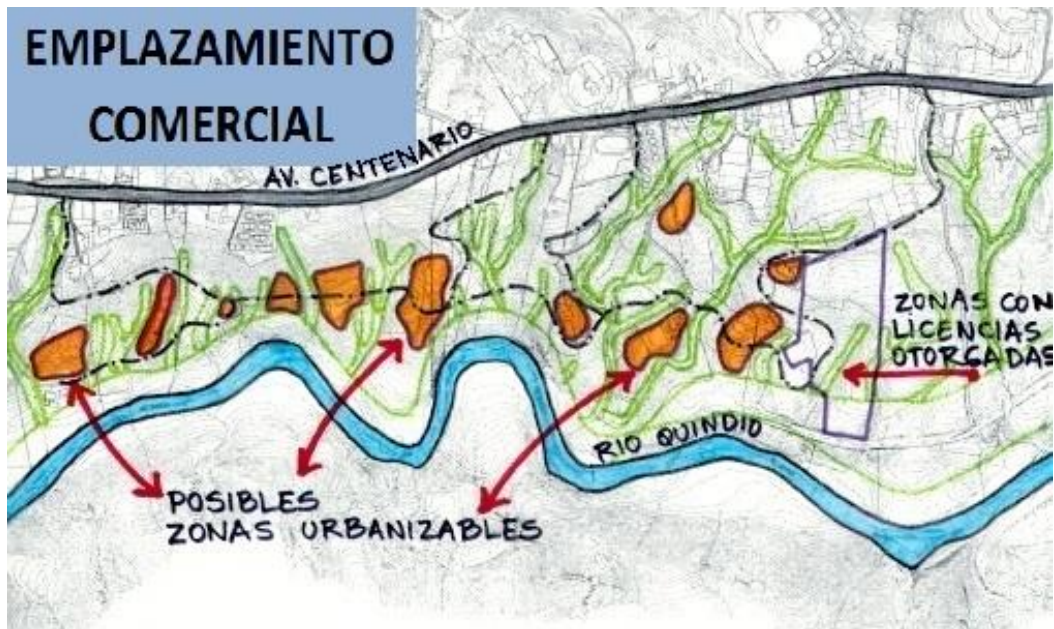 EMPLAZAMIENTO
COMERCIAL
AV. CENTENARIO
ZONAS CON
LICENCIAS
OTORGADAS
RIO QUINDIO
POSIBLES
ZONAS URBANIZABLES